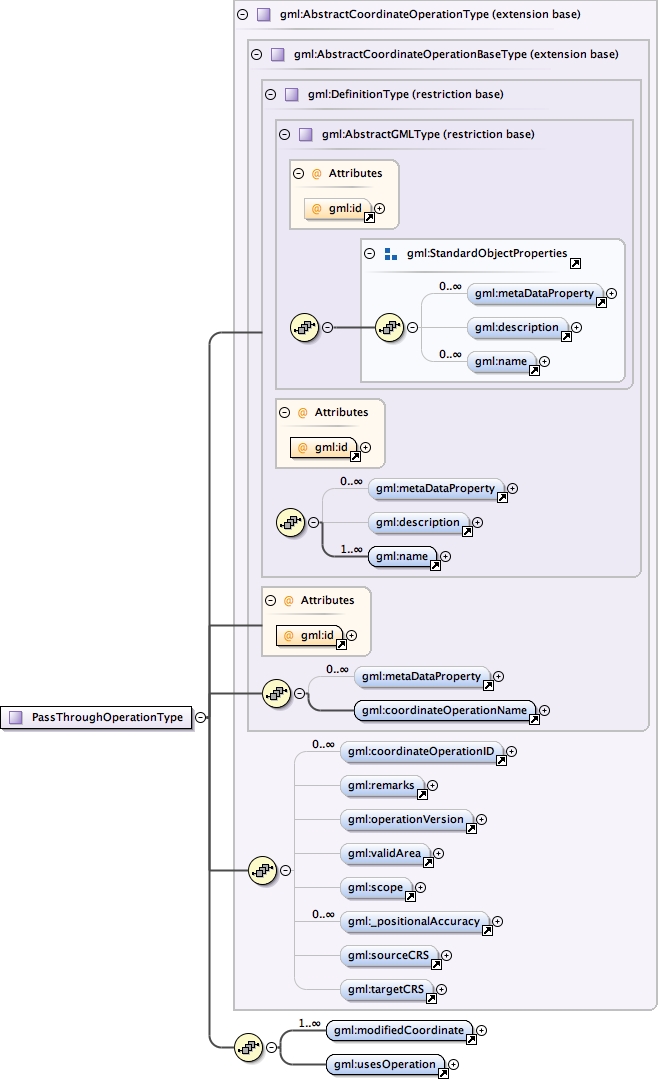 gml:AbstractCoordinateOperationType (extension base)
gml:AbstractCoordinateOperationBaseType (extension base)
gml:DefinitionType (restriction base)
gml:AbstractGMLType (restriction base)
@ Attributes
@ gml:id
gml:StandardObjectProperties
0..∞
gml:metaDataProperty
gml:description
0..∞
gml:name
@ Attributes
@ gml:id
0..∞
gml:metaDataProperty
gml:description
1..∞
gml:name
@ Attributes
@ gml:id
0..∞
gml:metaDataProperty
gml:coordinateOperationName
PassThroughOperationType
0..∞
gml:coordinateOperationID
gml:remarks
gml:operationVersion
gml:validArea
gml:scope
0..∞
gml:_positionalAccuracy
gml:sourceCRS
gml:targetCRS
1..∞
gml:modifiedCoordinate
gml:usesOperation